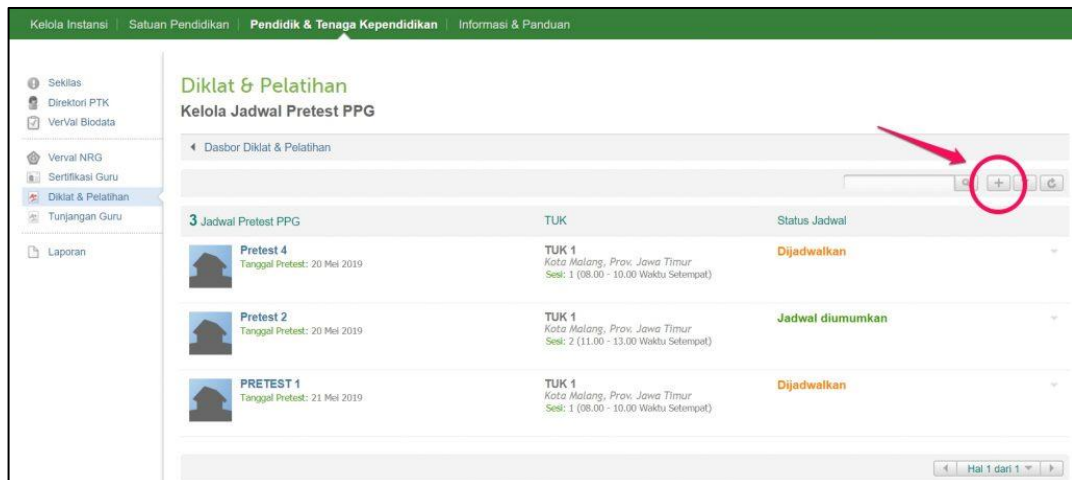 Kelola Instansi | Satuan Pendidikan | Pendidik & Tenaga Kependidikan | Informasi & Panduan
Sekilas
Direktori PTK
VerVal Biodata
Verval NRG
Sertifikasi Guru
Diklat & Pelatihan
Tunjangan Guru
Laporan
Diklat & Pelatihan
Kelola Jadwal Pretest PPG
Dasbor Diklat & Pelatihan
3 Jadwal Pretest PPG TUK Status Jadwal
Pretest 4 TUK 1 Dijadwalkan
Tanggal Pretest: 20 Mei 2019 Kota Malang, Prov. Jawa Timur
Sesi: 1 (08.00 - 10.00 Waktu Setempat)
Pretest 2 TUK 1 Jadwal diumumkan
Tanggal Pretest: 20 Mei 2019 Kota Malang, Prov. Jawa Timur
Sesi: 2 (11.00 - 13.00 Waktu Setempat)
PRETEST 1 TUK 1 Dijadwalkan
Tanggal Pretest: 21 Mei 2019 Kota Malang, Prov. Jawa Timur
Sesi: 1 (08.00 - 10.00 Waktu Setempat)
Hal 1 dari 1